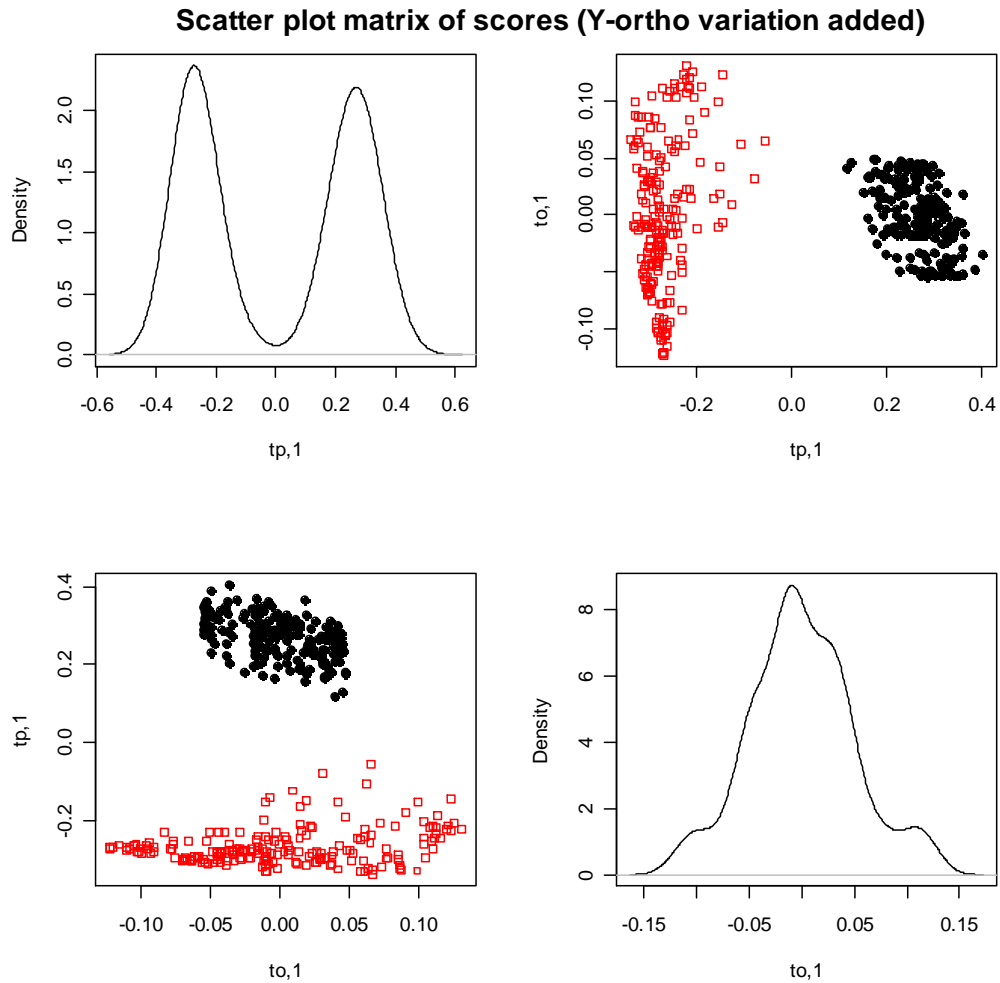 Scatter plot matrix of scores (Y-ortho variation added)
Density
0.0 0.5 1.0 1.5 2.0
-0.6 -0.4 -0.2 0.0 0.2 0.4 0.6
tp,1
to,1
-0.10 0.00 0.05 0.10
-0.2 0.0 0.2 0.4
tp,1
tp,1
-0.2 0.0 0.2 0.4
-0.10 -0.05 0.00 0.05 0.10
to,1
Density
0 2 4 6 8
-0.15 -0.05 0.05 0.15
to,1